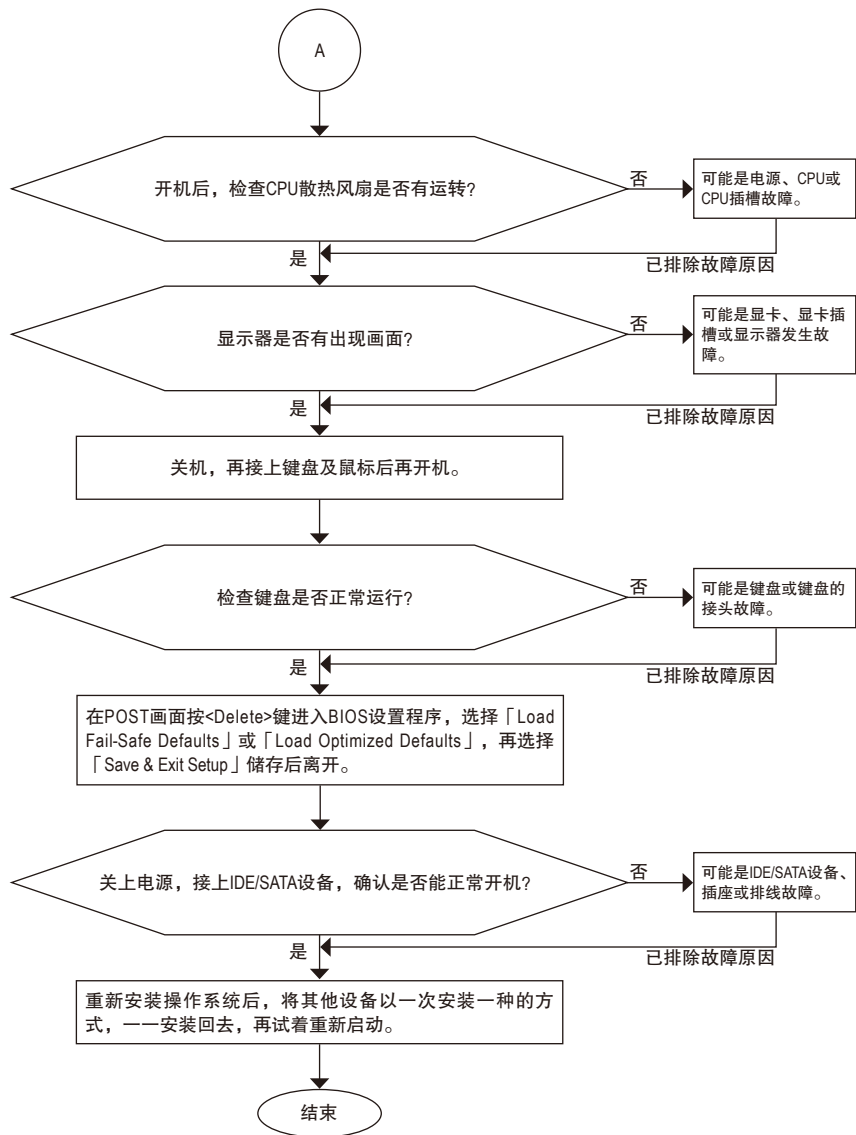 A
开机后，检查CPU散热风扇是否有运转?
否
可能是电源、CPU或
CPU插槽故障。
是
已排除故障原因
显示器是否有出现画面?
否
可能是显卡、显卡插
槽或显示器发生故
障。
是
已排除故障原因
关机，再接上键盘及鼠标后再开机。
检查键盘是否正常运行?
否
可能是键盘或键盘的
接头故障。
是
已排除故障原因
在POST画面按<Delete>键进入BIOS设置程序，选择「Load
Fail-Safe Defaults」或「Load Optimized Defaults」，再选择
「Save & Exit Setup」储存后离开。
关上电源，接上IDE/SATA设备，确认是否能正常开机?
否
可能是IDE/SATA设备、
插座或排线故障。
是
已排除故障原因
重新安装操作系统后，将其他设备以一次安装一种的方
式，一一安装回去，再试着重新启动。
结束